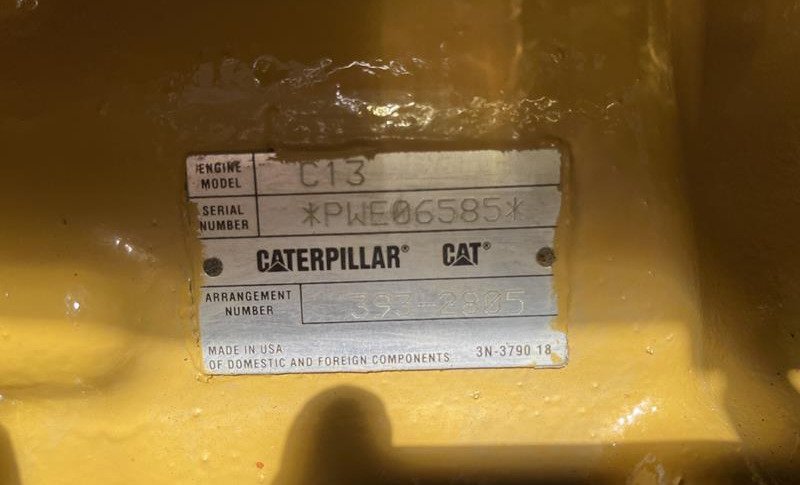 ENGINE MODEL C13
SERIAL NUMBER *PWE06585*
CATERPILLAR® CAT®
ARRANGEMENT NUMBER 393-2805
MADE IN USA
OF DOMESTIC AND FOREIGN COMPONENTS 3N-3790 18